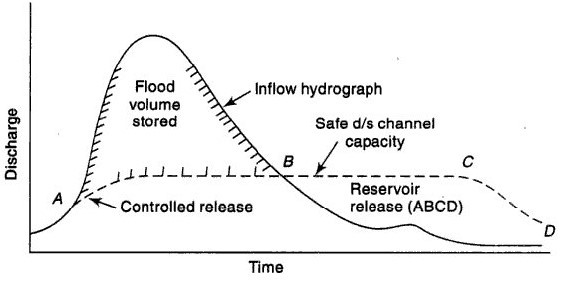 Discharge
Flood
volume
stored
Inflow hydrograph
Safe d/s channel
capacity
A
B
C
Controlled release
Reservoir
release (ABCD)
D
Time